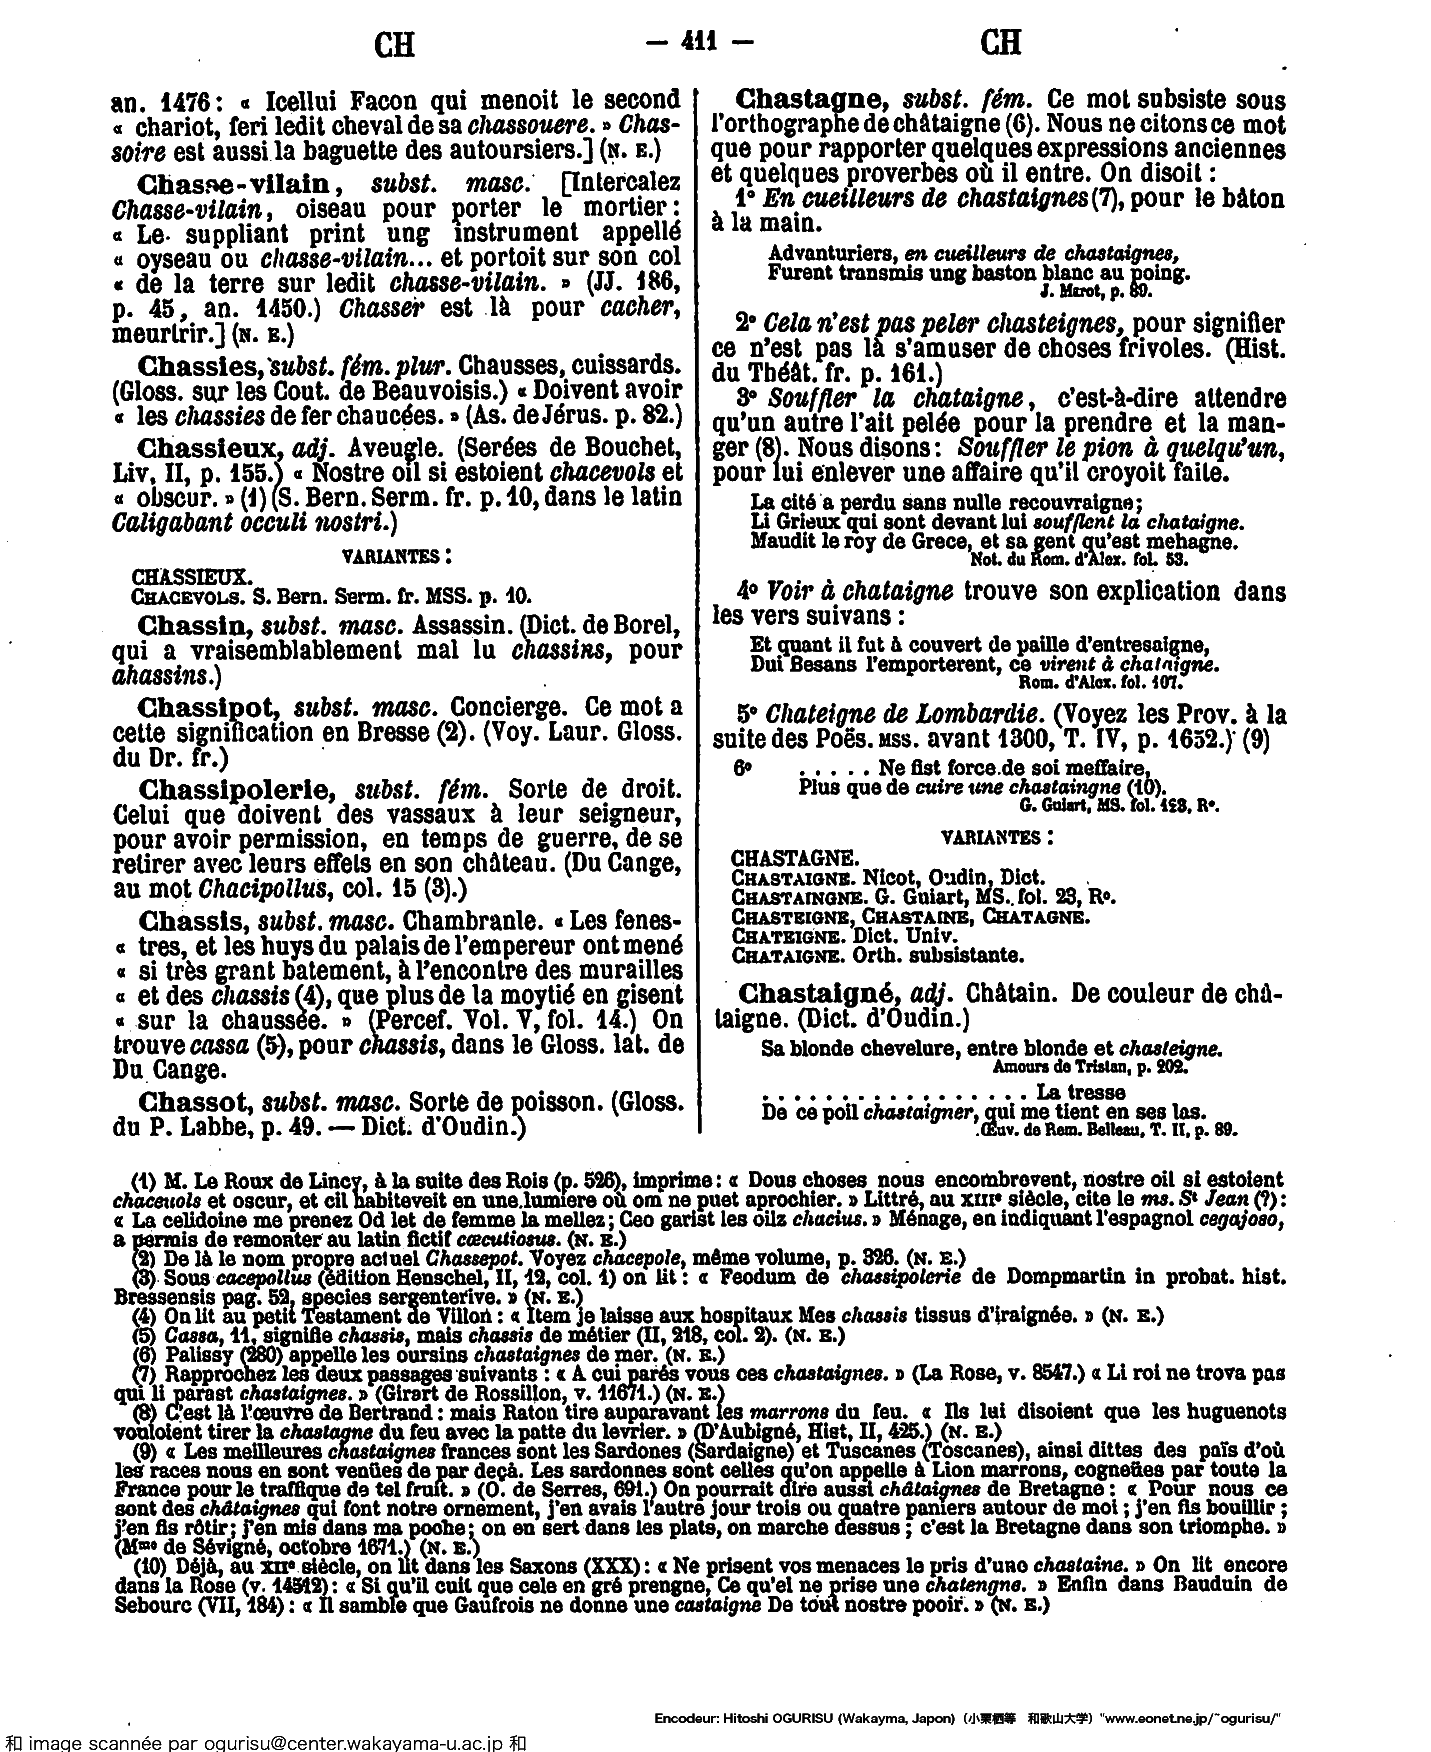 CH — 411 — CH
an. 1476 : « Icellui Facon qui menoit le second
« chariot, feri ledit cheval de sa chassouere. » Chas-
soire est aussi la baguette des autoursiers.] (N. E.)
Chasse-vilain, subst. masc. [Intercalez
Chasse-vilain, oiseau pour porter le mortier :
« Le suppliant print ung instrument appellé
« oyseau ou chasse-vilain... et portoit sur son col
« de la terre sur ledit chasse-vilain. » (JJ. 186,
p. 45, an. 1450.) Chasser est là pour cacher,
meurtrir.] (N. E.)
Chassies, subst. fém. plur. Chausses, cuissards.
(Gloss. sur les Cout. de Beauvoisis.) « Doivent avoir
« les chassies de fer chaucées. » (As. de Jérus. p. 82.)
Chassieux, adj. Aveugle. (Serées de Bouchet,
Liv. II, p. 155.) « Nostre oil si estoient chacevols et
« obscur. » (1) (S. Bern. Serm. fr. p. 10, dans le latin
Caligabant occuli nostri.)
VARIANTES :
CHASSIEUX.
CHACEVOLS. S. Bern. Serm. fr. MSS. p. 10.
Chassin, subst. masc. Assassin. (Dict. de Borel,
qui a vraisemblablement mal lu chassins, pour
ahassins.)
Chassipot, subst. masc. Concierge. Ce mot a
cette signification en Bresse (2). (Voy. Laur. Gloss.
du Dr. fr.)
Chassipolerie, subst. fém. Sorte de droit.
Celui que doivent des vassaux à leur seigneur,
pour avoir permission, en temps de guerre, de se
retirer avec leurs effets en son château. (Du Cange,
au mot Chacipollus, col. 15 (3).)
Chassis, subst. masc. Chambranle. « Les fenes-
« tres, et les huys du palais de l'empereur ont mené
« si très grant batement, à l'encontre des murailles
« et des chassis (4), que plus de la moytié en gisent
« sur la chaussée. » (Percef. Vol. V, fol. 14.) On
trouve cassa (5), pour chassis, dans le Gloss. lat. de
Du Cange.
Chassot, subst. masc. Sorte de poisson. (Gloss.
du P. Labbe, p. 49. — Dict. d'Oudin.)
Chastagne, subst. fém. Ce mot subsiste sous
l'orthographe de châtaigne (6). Nous ne citons ce mot
que pour rapporter quelques expressions anciennes
et quelques proverbes où il entre. On disoit :
1° En cueilleurs de chastaignes (7), pour le bâton
à la main.
Advanturiers, en cueilleurs de chastaignes,
Furent transmis ung baston blanc au poing.
J. Marot, p. 89.
2° Cela n'est pas peler chasteignes, pour signifier
ce n'est pas là s'amuser de choses frivoles. (Hist.
du Théât. fr. p. 161.)
3° Souffler la chataigne, c'est-à-dire attendre
qu'un autre l'ait pelée pour la prendre et la man-
ger (8). Nous disons : Souffler le pion à quelqu'un,
pour lui enlever une affaire qu'il croyoit faite.
La cité a perdu sans nulle recouvraigne ;
Li Grieux qui sont devant lui soufflent la chataigne.
Maudit le roy de Grece, et sa gent qu'est mehagne.
Not. du Rom. d'Alex. fol. 53.
4° Voir à chataigne trouve son explication dans
les vers suivans :
Et quant il fut à couvert de paille d'entresaigne,
Dui Besans l'emporterent, ce virent à chataigne.
Rom. d'Alex. fol. 107.
5° Chateigne de Lombardie. (Voyez les Prov. à la
suite des Poës. MSS. avant 1300, T. IV, p. 1652.) (9)
6° ..... Ne fist force de soi meffaire,
Plus que de cuire une chastaingne (10).
G. Guiart, MS. fol. 123, R°.
VARIANTES :
CHASTAGNE.
CHASTAIGNE. Nicot, Oudin, Dict.
CHASTAINGNE. G. Guiart, MS. fol. 23, R°.
CHASTEIGNE, CHASTAINE, CHATAGNE.
CHATEIGNE. Dict. Univ.
CHATAIGNE. Orth. subsistante.
Chastaigné, adj. Châtain. De couleur de châ-
taigne. (Dict. d'Oudin.)
Sa blonde chevelure, entre blonde et chasteigne.
Amours de Tristan, p. 202.
. . . . . . . . . . . . . . . . . La tresse
De ce poil chastaigner, qui me tient en ses las.
Œuv. de Rem. Belleau, T. II, p. 89.
(1) M. Le Roux de Lincy, à la suite des Rois (p. 526), imprime : « Dous choses nous encombrovent, nostre oil si estoient
chacevols et oscur, et cil habiteveit en une lumiere où om ne puet aprochier. » Littré, au XIIIe siècle, cite le ms. St Jean (?) :
« La celidoine me prenez Od let de femme la mellez ; Ceo garist les oilz chacius. » Ménage, en indiquant l'espagnol cegajoso,
a permis de remonter au latin fictif cœcutiosus. (N. E.)
(2) De là le nom propre actuel Chassepot. Voyez chacepole, même volume, p. 326. (N. E.)
(3) Sous cacepollus (édition Henschel, II, 12, col. 1) on lit : « Feodum de chassipolerie de Dompmartin in probat. hist.
Bressensis pag. 52, species sergenterive. » (N. E.)
(4) On lit au petit Testament de Villon : « Item je laisse aux hospitaux Mes chassis tissus d'iraignée. » (N. E.)
(5) Cassa, 11, signifie chassis, mais chassis de métier (II, 218, col. 2). (N. E.)
(6) Palissy (280) appelle les oursins chastaignes de mer. (N. E.)
(7) Rapprochez les deux passages suivants : « A cui parés vous ces chastaignes. » (La Rose, v. 8547.) « Li roi ne trova pas
qui li parast chastaignes. » (Girart de Rossillon, v. 11671.) (N. E.)
(8) C'est là l'œuvre de Bertrand : mais Raton tire auparavant les marrons du feu. « Ils lui disoient que les huguenots
vouloient tirer la chastagne du feu avec la patte du levrier. » (D'Aubigné, Hist, II, 425.) (N. E.)
(9) « Les meilleures chastaignes frances sont les Sardones (Sardaigne) et Tuscanes (Toscanes), ainsi dittes des païs d'où
les races nous en sont venües de par deçà. Les sardonnes sont celles qu'on appelle à Lion marrons, cogneües par toute la
France pour le traffique de tel fruit. » (O. de Serres, 691.) On pourrait dire aussi châtaignes de Bretagne : « Pour nous ce
sont des châtaignes qui font notre ornement, j'en avais l'autre jour trois ou quatre paniers autour de moi ; j'en fis bouillir ;
j'en fis rôtir ; j'en mis dans ma poche ; on en sert dans les plats, on marche dessus ; c'est la Bretagne dans son triomphe. »
(Mme de Sévigné, octobre 1671.) (N. E.)
(10) Déjà, au XIIe siècle, on lit dans les Saxons (XXX) : « Ne prisent vos menaces le pris d'une chastaine. » On lit encore
dans la Rose (v. 14512) : « Si qu'il cuit que cele en gré prengne, Ce qu'el ne prise une chatengne. » Enfin dans Bauduin de
Sebourc (VII, 184) : « Il samble que Gaufrois ne donne une castaigne De tout nostre pooir. » (N. E.)
Encodeur: Hitoshi OGURISU (Wakayma, Japon) (小栗栖等 和歌山大学) "www.eonet.ne.jp/~ogurisu/"
和 image scannée par ogurisu@center.wakayama-u.ac.jp 和